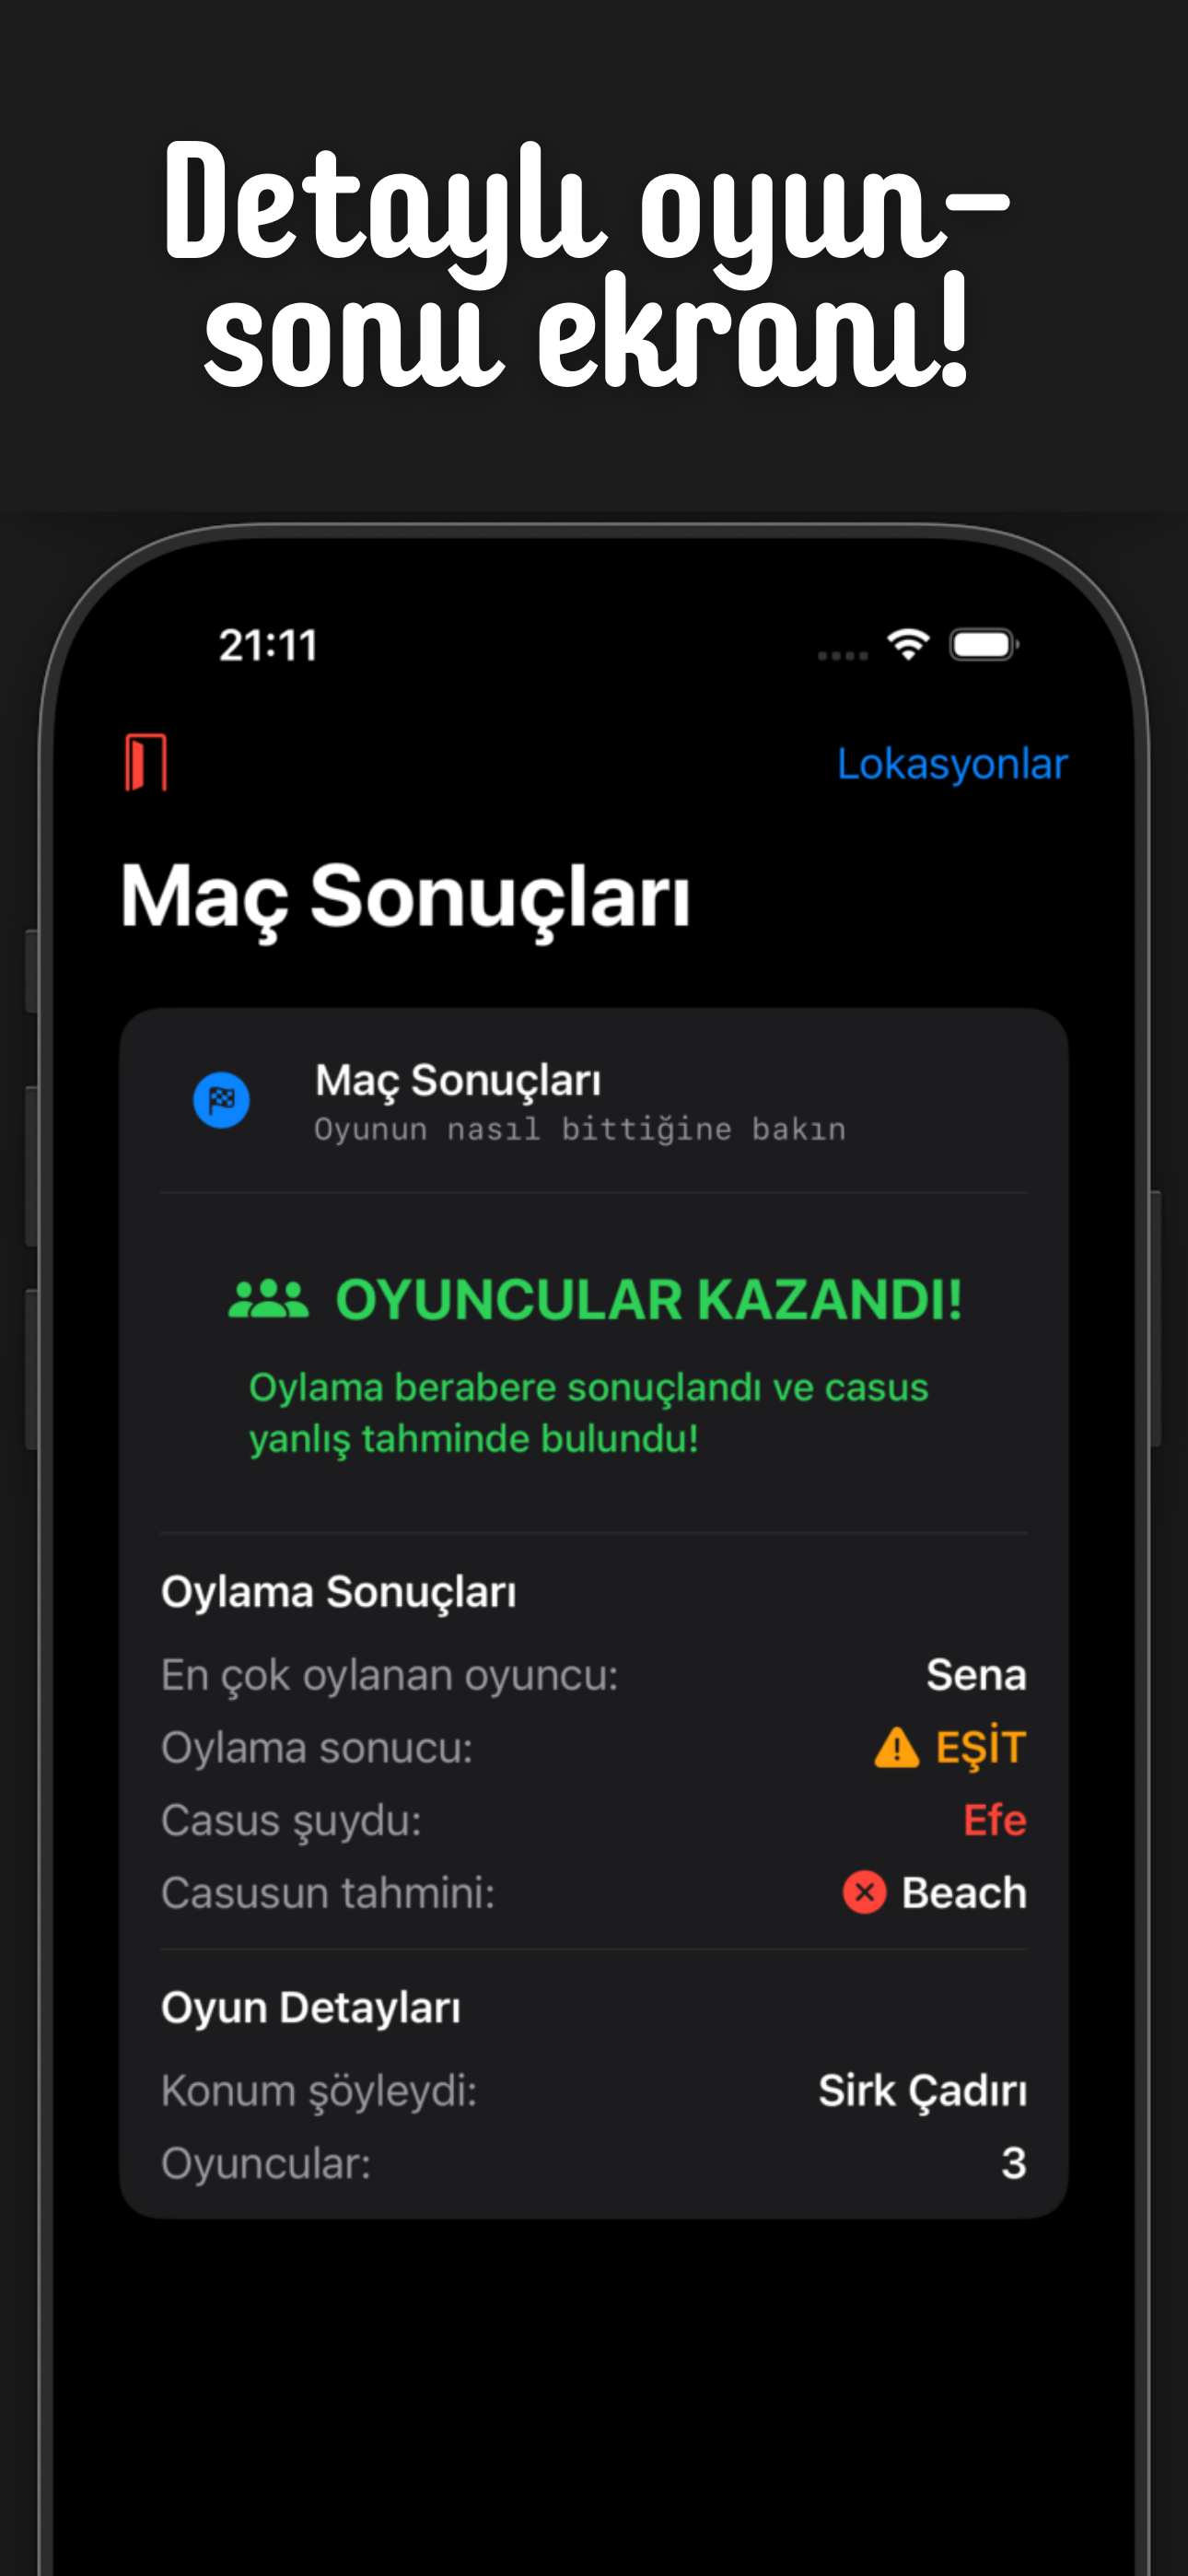 Detaylı oyun-
sonu ekranı!
21:11
Lokasyonlar
Maç Sonuçları
Maç Sonuçları
Oyunun nasıl bittiğine bakın
OYUNCULAR KAZANDI!
Oylama berabere sonuçlandı ve casus
yanlış tahminde bulundu!
Oylama Sonuçları
En çok oylanan oyuncu: Sena
Oylama sonucu: EŞİT
Casus şuydu: Efe
Casusun tahmini: Beach
Oyun Detayları
Konum şöyleydi: Sirk Çadırı
Oyuncular: 3